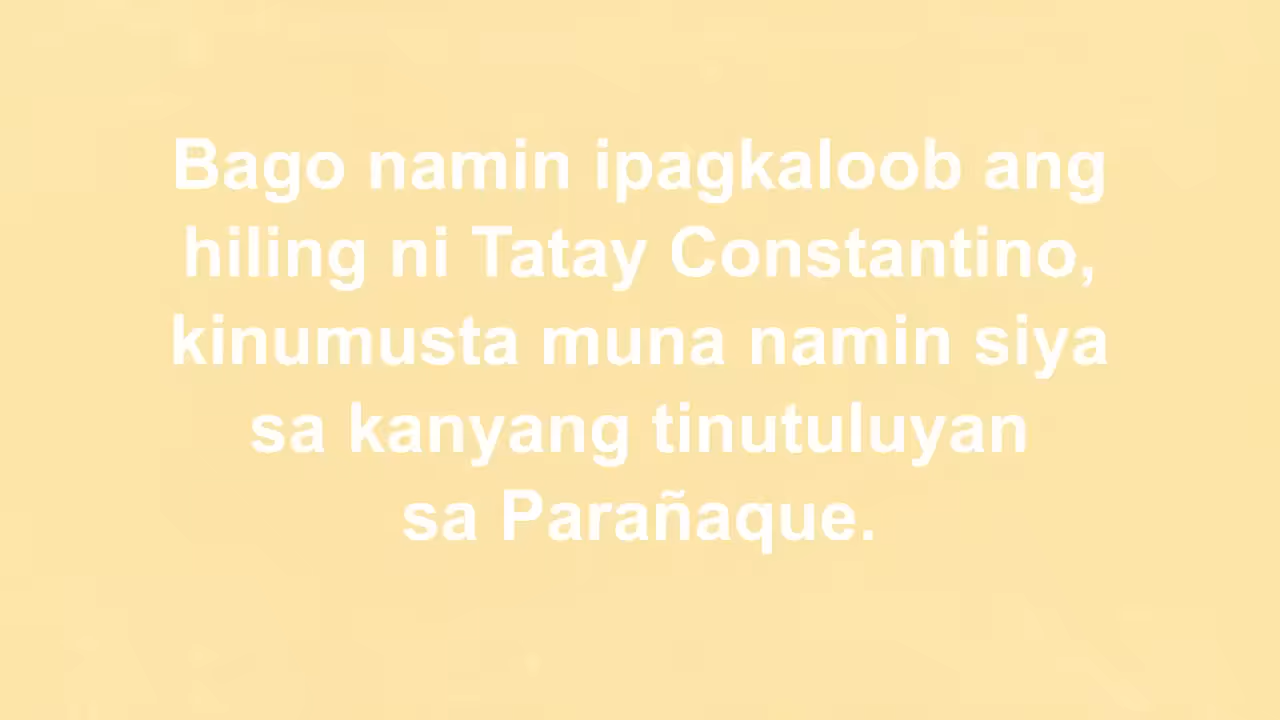 Bago namin ipagkaloob ang
hiling ni Tatay Constantino,
kinumusta muna namin siya
sa kanyang tinutuluyan
sa Parañaque.